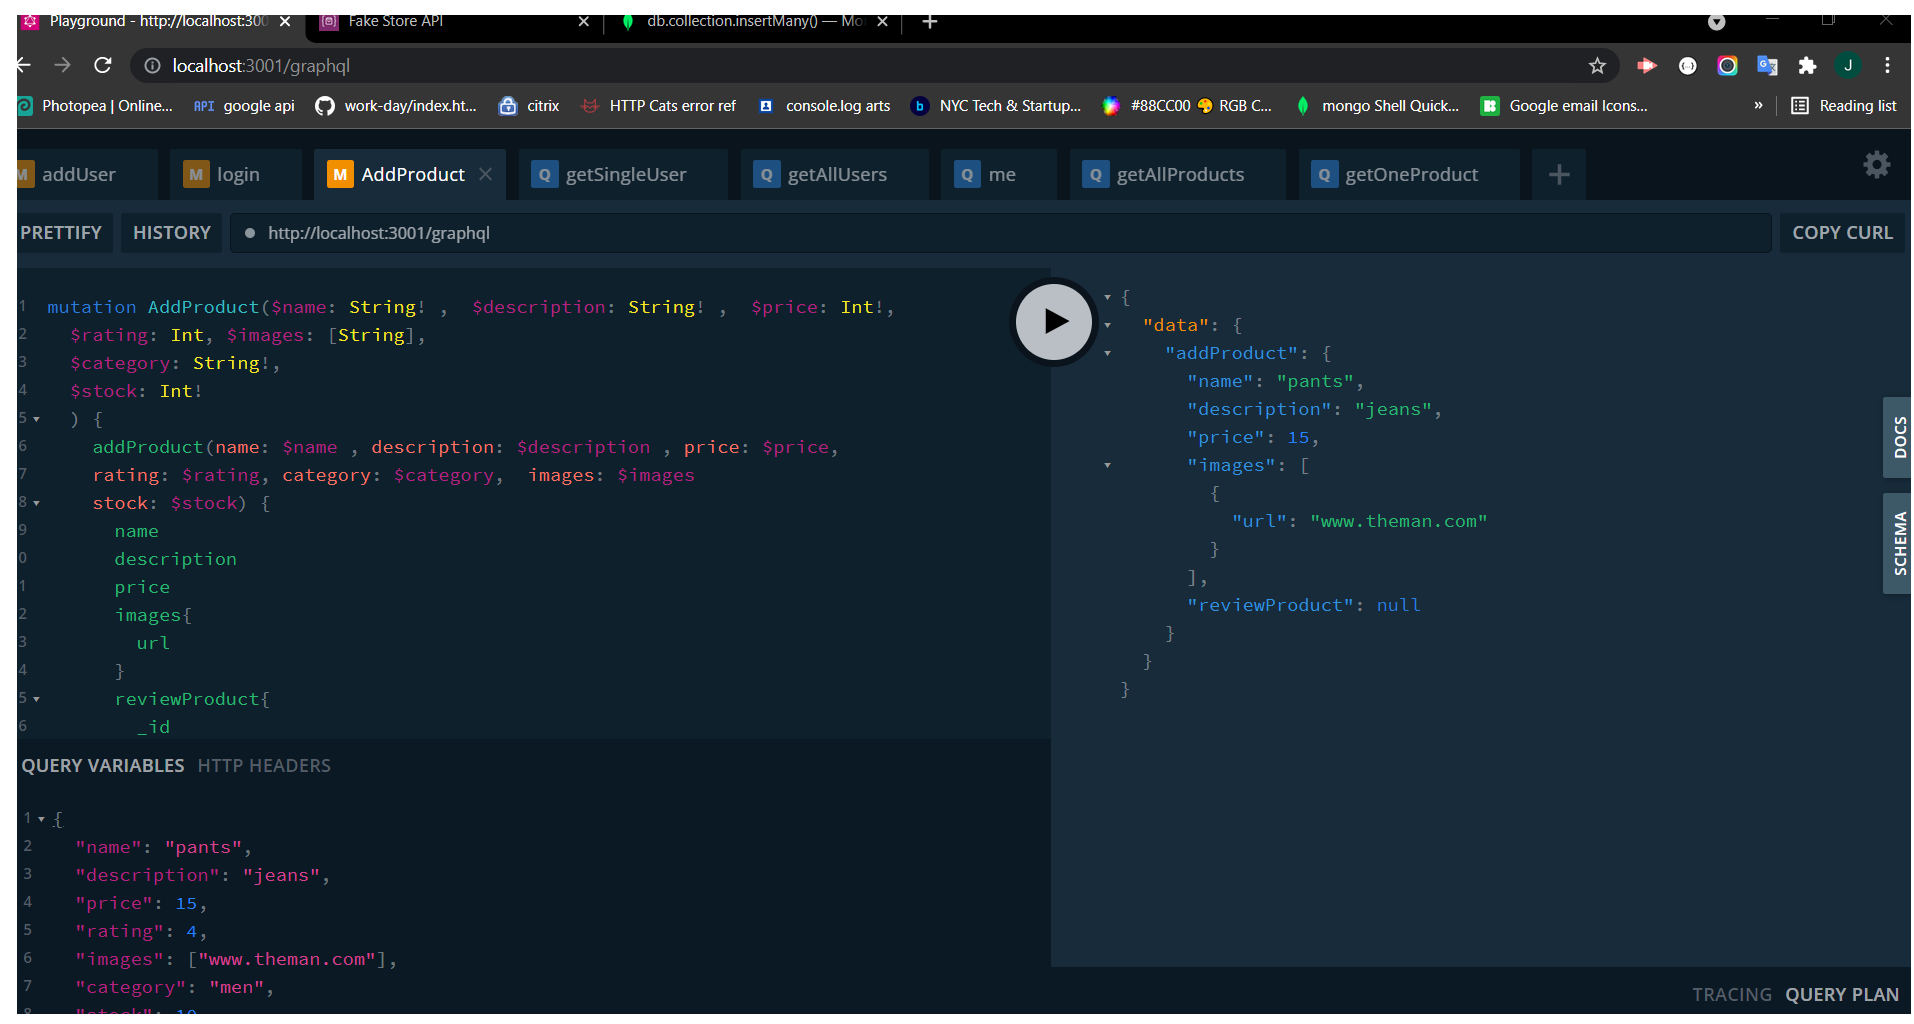 Playground - http://localhost:300 Fake Store API db.collection.insertMany() — Mo
localhost:3001/graphql J
Photopea | Online... API google api work-day/index.ht... citrix HTTP Cats error ref console.log arts b NYC Tech & Startup... #88CC00 RGB C... mongo Shell Quick... Google email Icons... » Reading list
M addUser M login M AddProduct Q getSingleUser Q getAllUsers Q me Q getAllProducts Q getOneProduct +
PRETTIFY HISTORY http://localhost:3001/graphql COPY CURL
1 mutation AddProduct($name: String! , $description: String! , $price: Int!,
2 $rating: Int, $images: [String],
3 $category: String!,
4 $stock: Int!
5 ) {
6 addProduct(name: $name , description: $description , price: $price,
7 rating: $rating, category: $category, images: $images
8 stock: $stock) {
9 name
0 description
1 price
2 images{
3 url
4 }
5 reviewProduct{
6 _id
QUERY VARIABLES HTTP HEADERS
1 {
2 "name": "pants",
3 "description": "jeans",
4 "price": 15,
5 "rating": 4,
6 "images": ["www.theman.com"],
7 "category": "men",
8 "stock": 10
{
"data": {
"addProduct": {
"name": "pants",
"description": "jeans",
"price": 15,
"images": [
{
"url": "www.theman.com"
}
],
"reviewProduct": null
}
}
}
DOCS
SCHEMA
TRACING QUERY PLAN